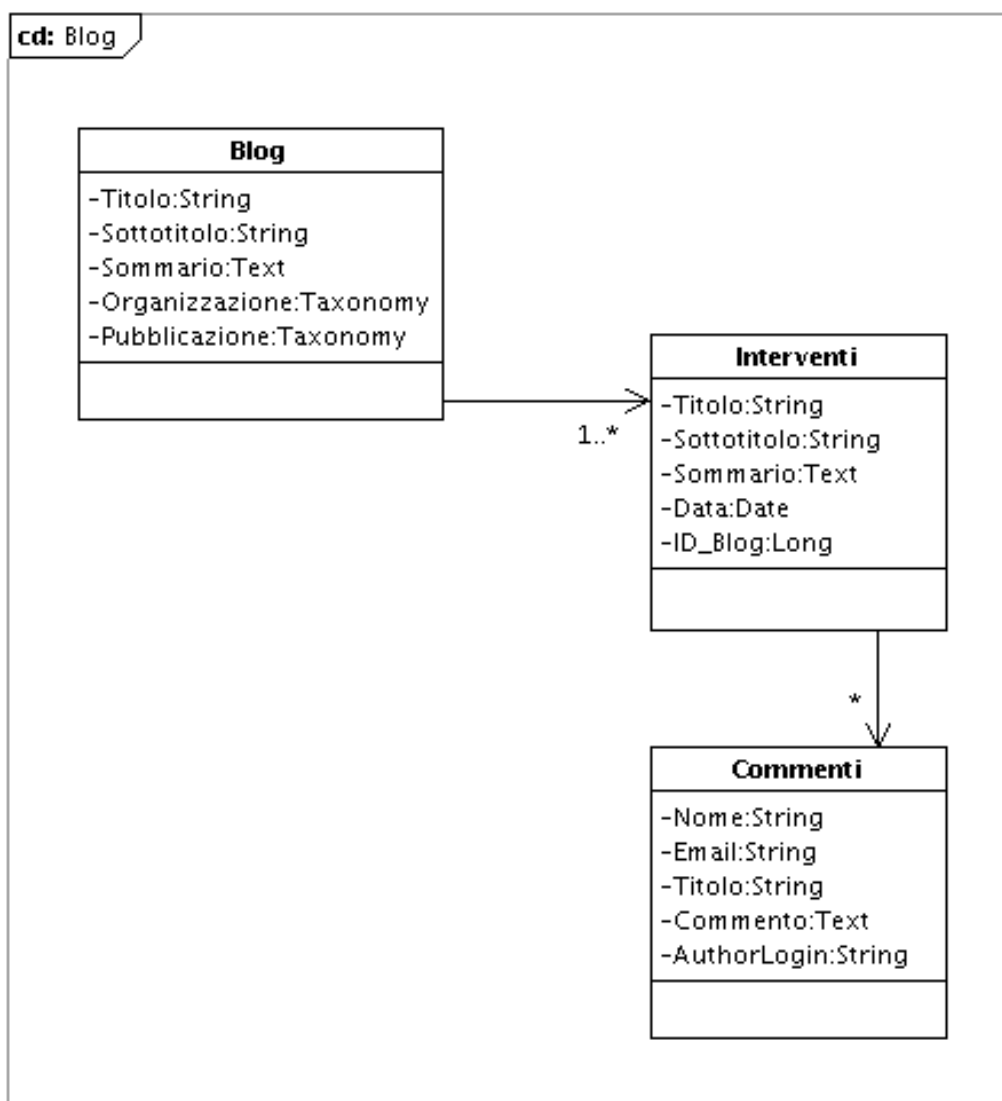 cd: Blog
Blog
-Titolo:String
-Sottotitolo:String
-Sommario:Text
-Organizzazione:Taxonomy
-Pubblicazione:Taxonomy
1..*
Interventi
-Titolo:String
-Sottotitolo:String
-Sommario:Text
-Data:Date
-ID_Blog:Long
*
Commenti
-Nome:String
-Email:String
-Titolo:String
-Commento:Text
-AuthorLogin:String